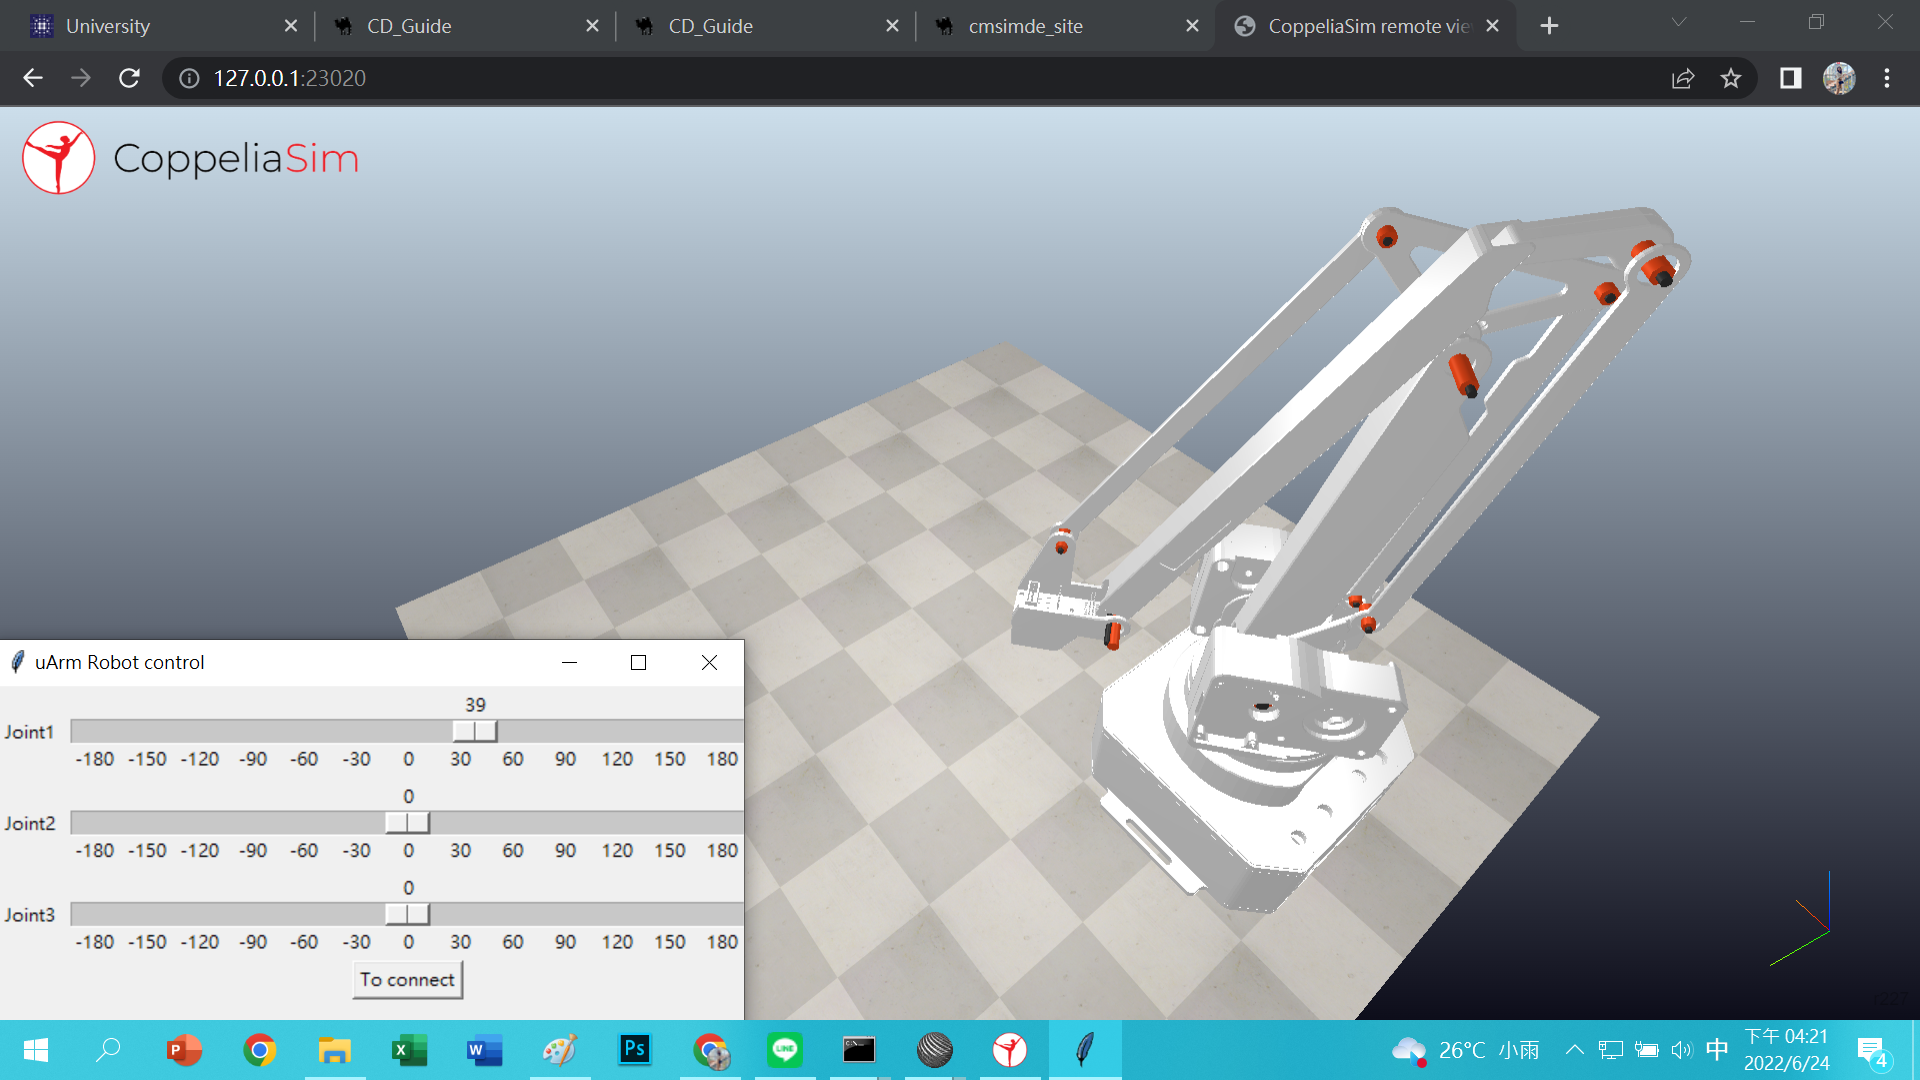 University
CD_Guide
CD_Guide
cmsimde_site
CoppeliaSim remote vie
127.0.0.1:23020
CoppeliaSim
uArm Robot control
39
Joint1
-180 -150 -120 -90 -60 -30 0 30 60 90 120 150 180
0
Joint2
-180 -150 -120 -90 -60 -30 0 30 60 90 120 150 180
0
Joint3
-180 -150 -120 -90 -60 -30 0 30 60 90 120 150 180
To connect
P
X
W
Ps
LINE
26°C 小雨
中
下午 04:21
2022/6/24
4